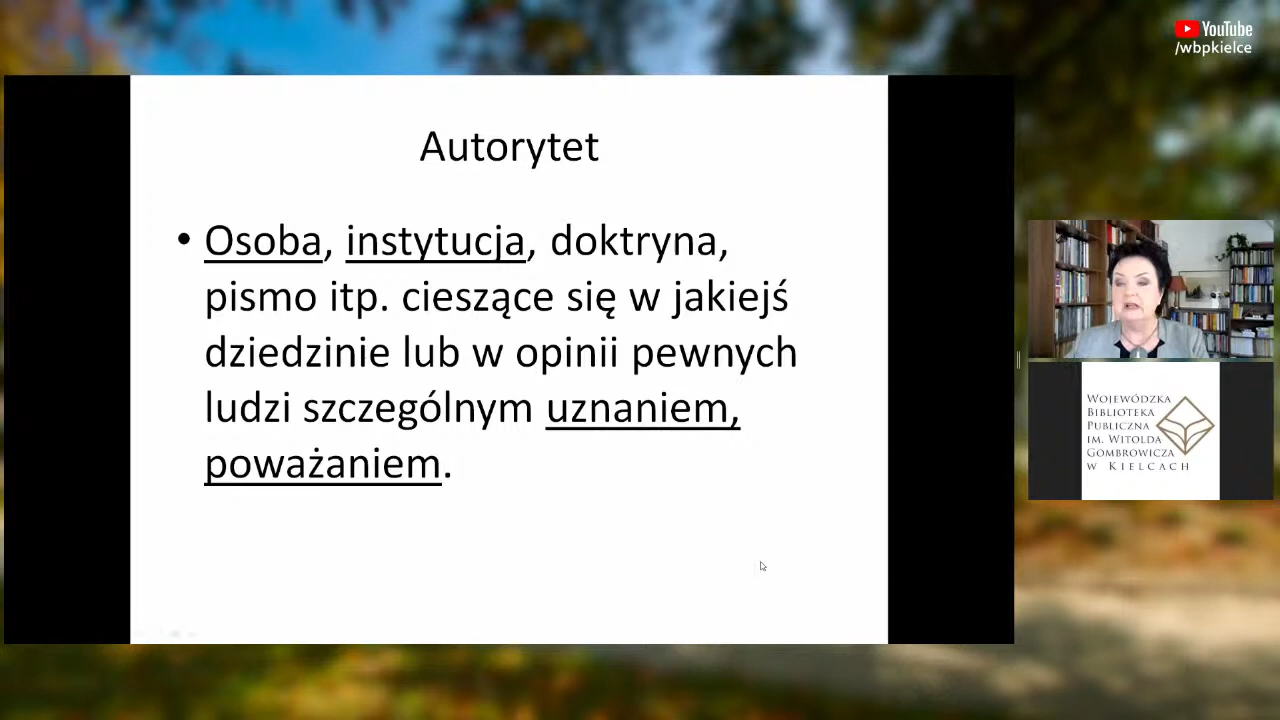 YouTube
/wbpkielce
Autorytet
• Osoba, instytucja, doktryna,
pismo itp. cieszące się w jakiejś
dziedzinie lub w opinii pewnych
ludzi szczególnym uznaniem,
poważaniem.
Wojewódzka
Biblioteka
Publiczna
im. Witolda
Gombrowicza
w Kielcach